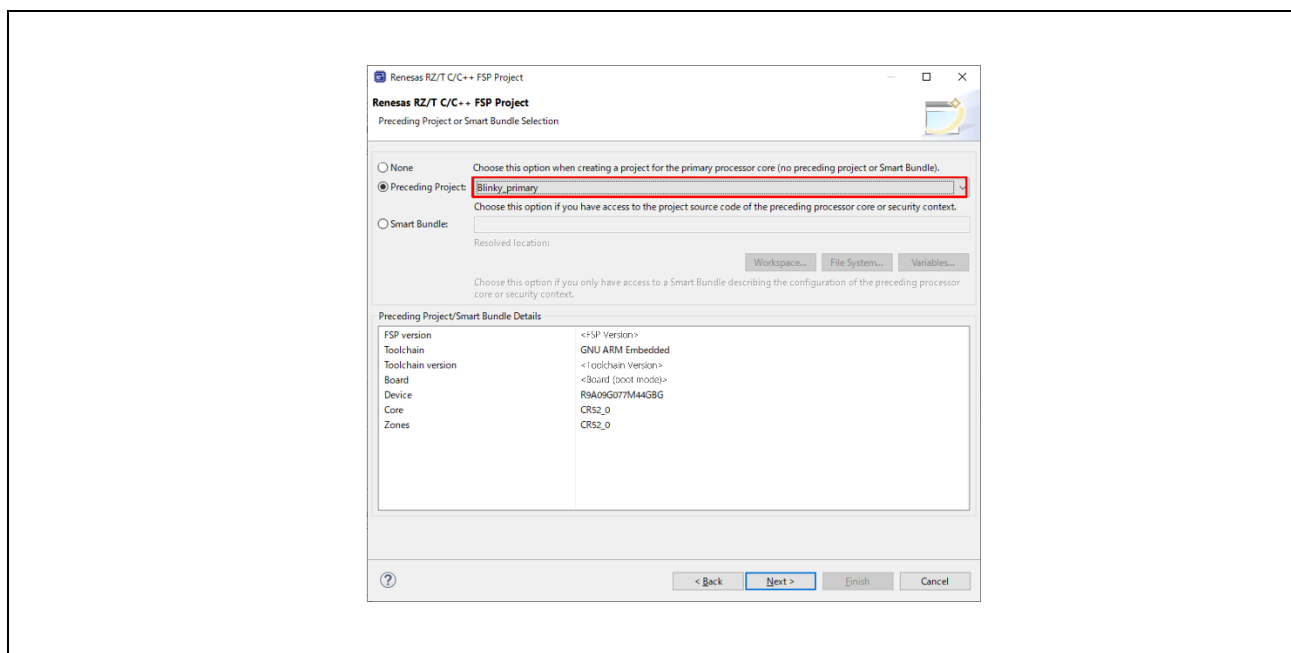 Renesas RZ/T C/C++ FSP Project
Renesas RZ/T C/C++ FSP Project
Preceding Project or Smart Bundle Selection
None Choose this option when creating a project for the primary processor core (no preceding project or Smart Bundle).
Preceding Project: Blinky_primary
Choose this option if you have access to the project source code of the preceding processor core or security context.
Smart Bundle:
Resolved location:
Workspace... File System... Variables...
Choose this option if you only have access to a Smart Bundle describing the configuration of the preceding processor
core or security context.
Preceding Project/Smart Bundle Details
FSP version <FSP Version>
Toolchain GNU ARM Embedded
Toolchain version <Toolchain Version>
Board <Board (boot mode)>
Device R9A09G077M44GBG
Core CR52_0
Zones CR52_0
? < Back Next > Finish Cancel